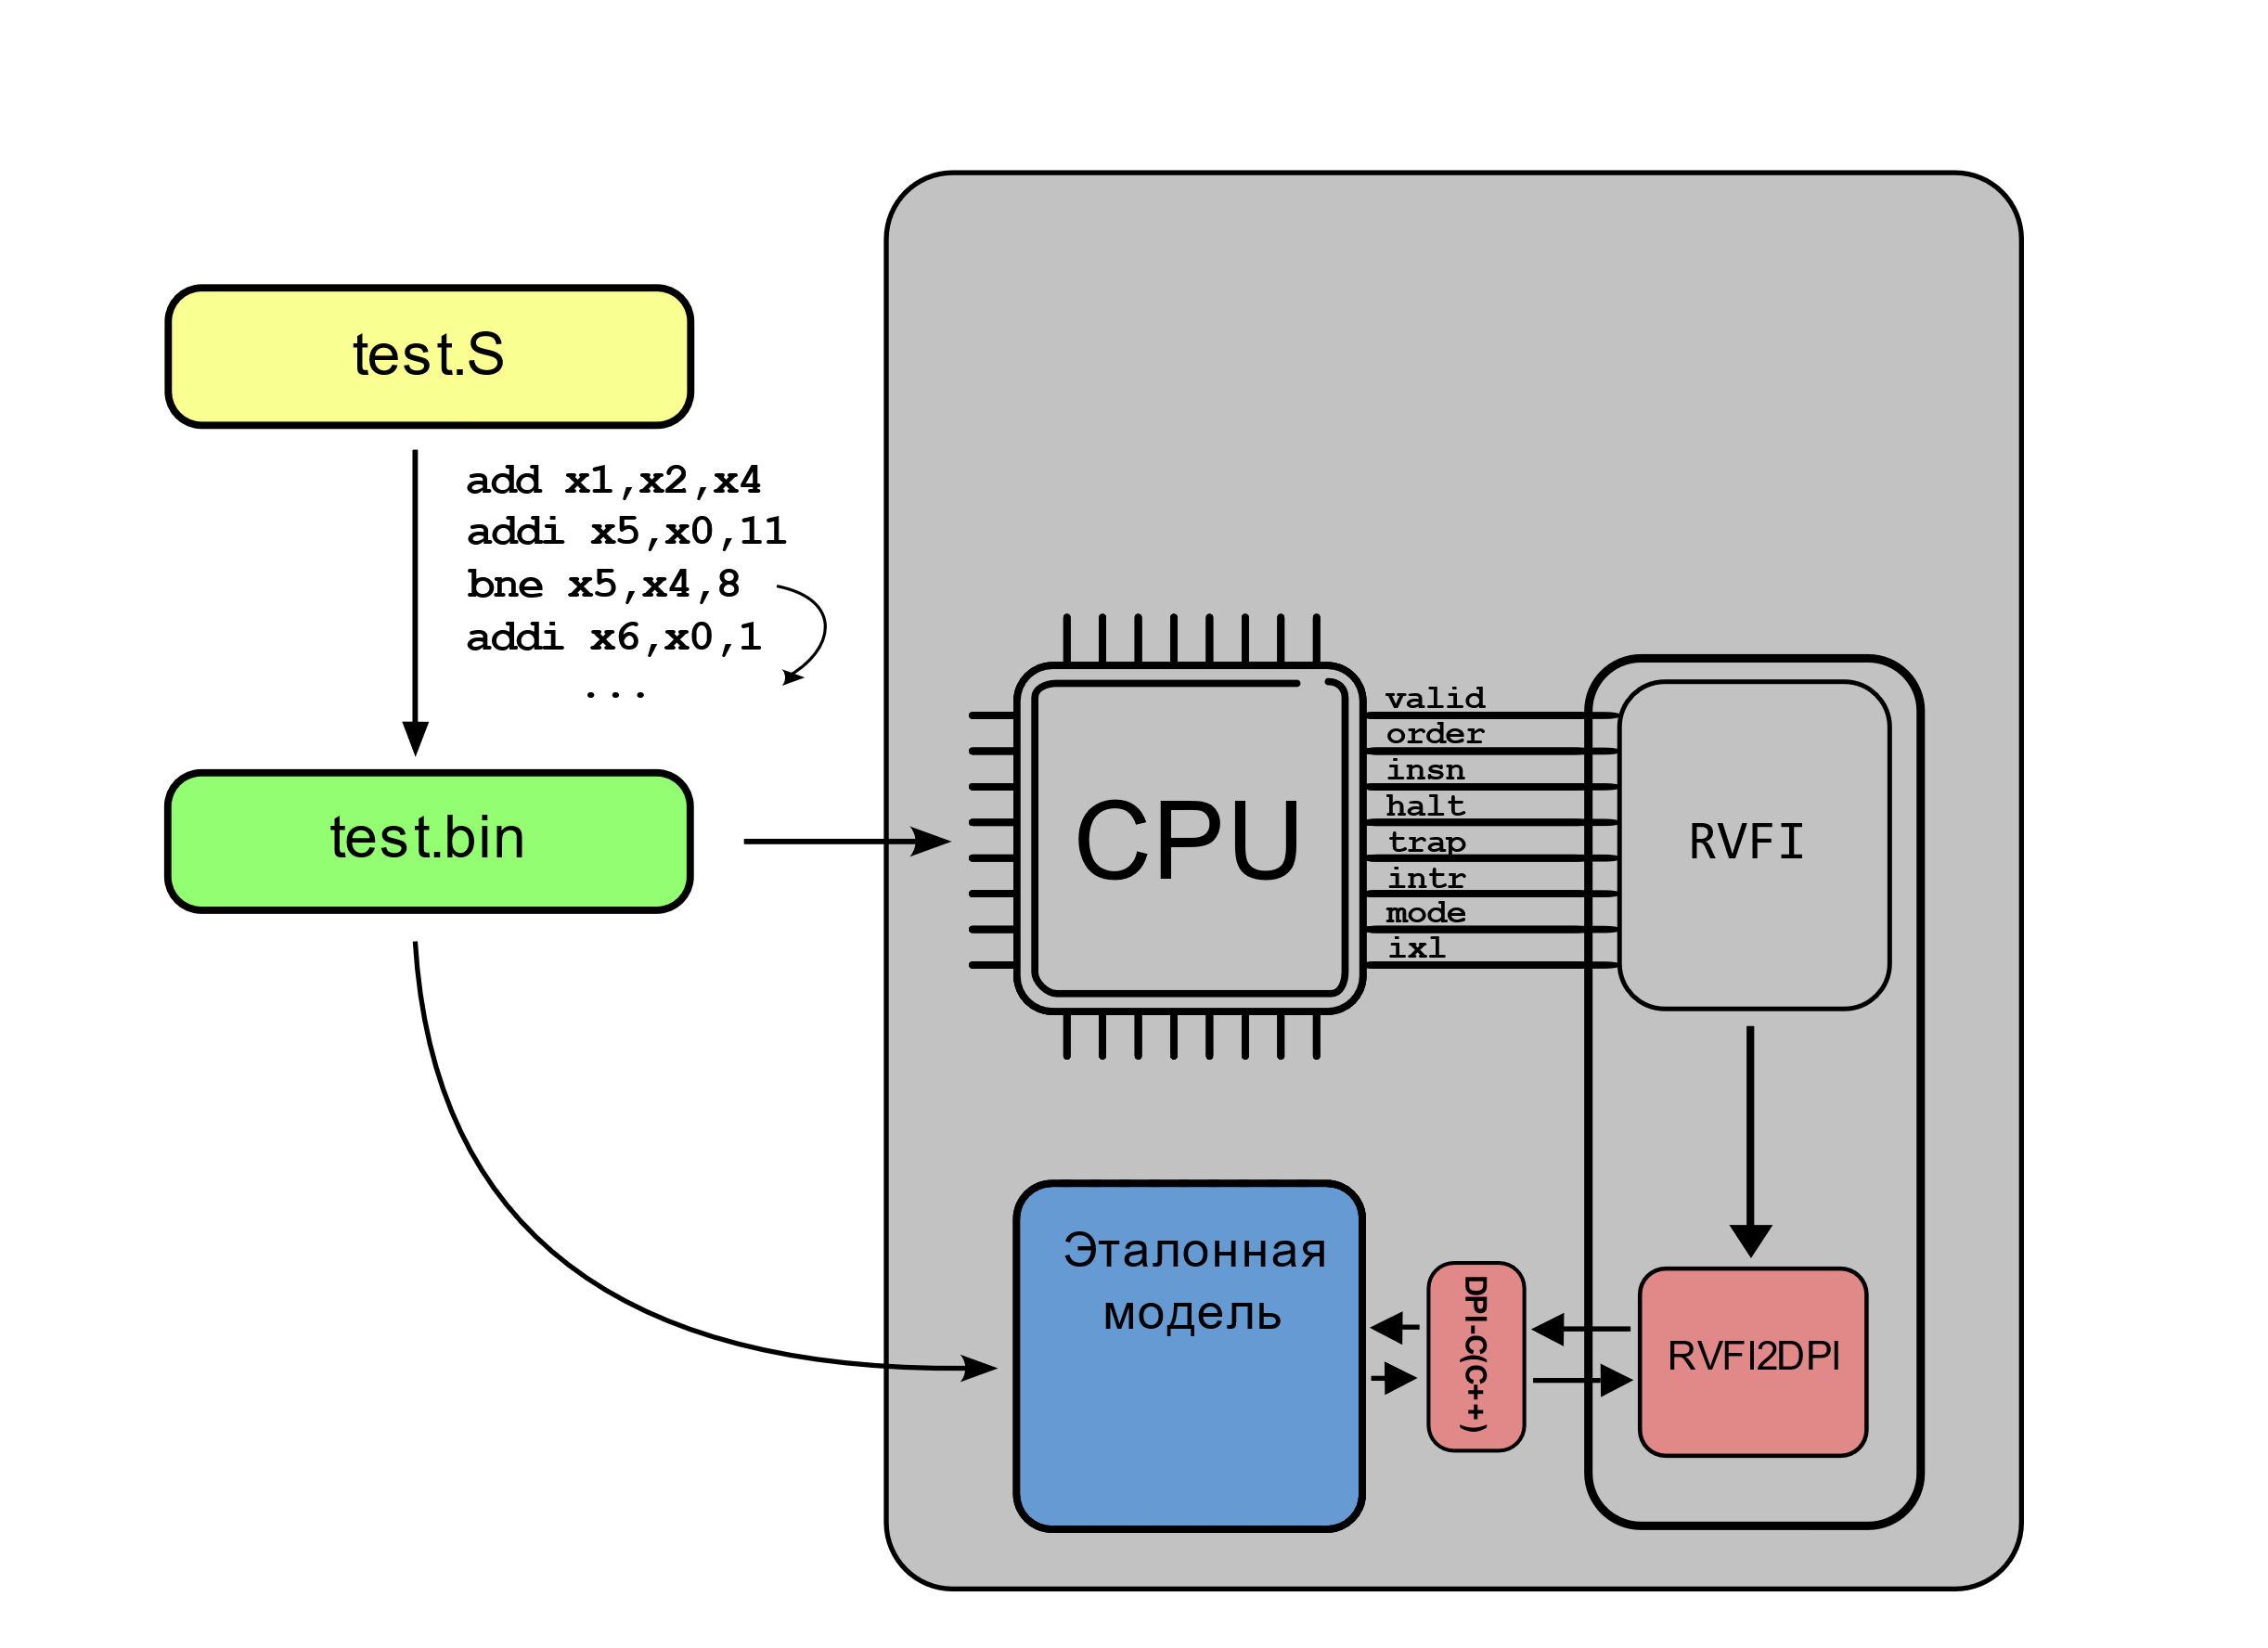 test.S
add x1,x2,x4
addi x5,x0,11
bne x5,x4,8
addi x6,x0,1
...
test.bin
CPU
valid
order
insn
halt
trap
intr
mode
ixl
RVFI
Эталонная
модель
DPI-C(C++)
RVFI2DPI